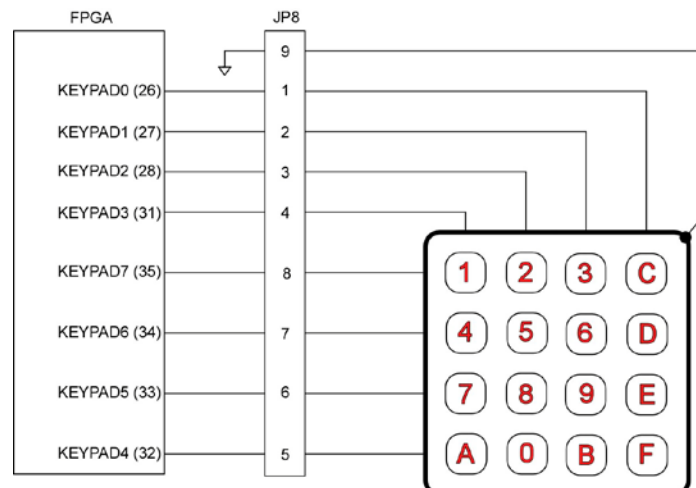 FPGA JP8
9
KEYPAD0 (26) 1
KEYPAD1 (27) 2
KEYPAD2 (28) 3
KEYPAD3 (31) 4
KEYPAD7 (35) 8 1 2 3 C
KEYPAD6 (34) 7 4 5 6 D
KEYPAD5 (33) 6 7 8 9 E
KEYPAD4 (32) 5 A 0 B F